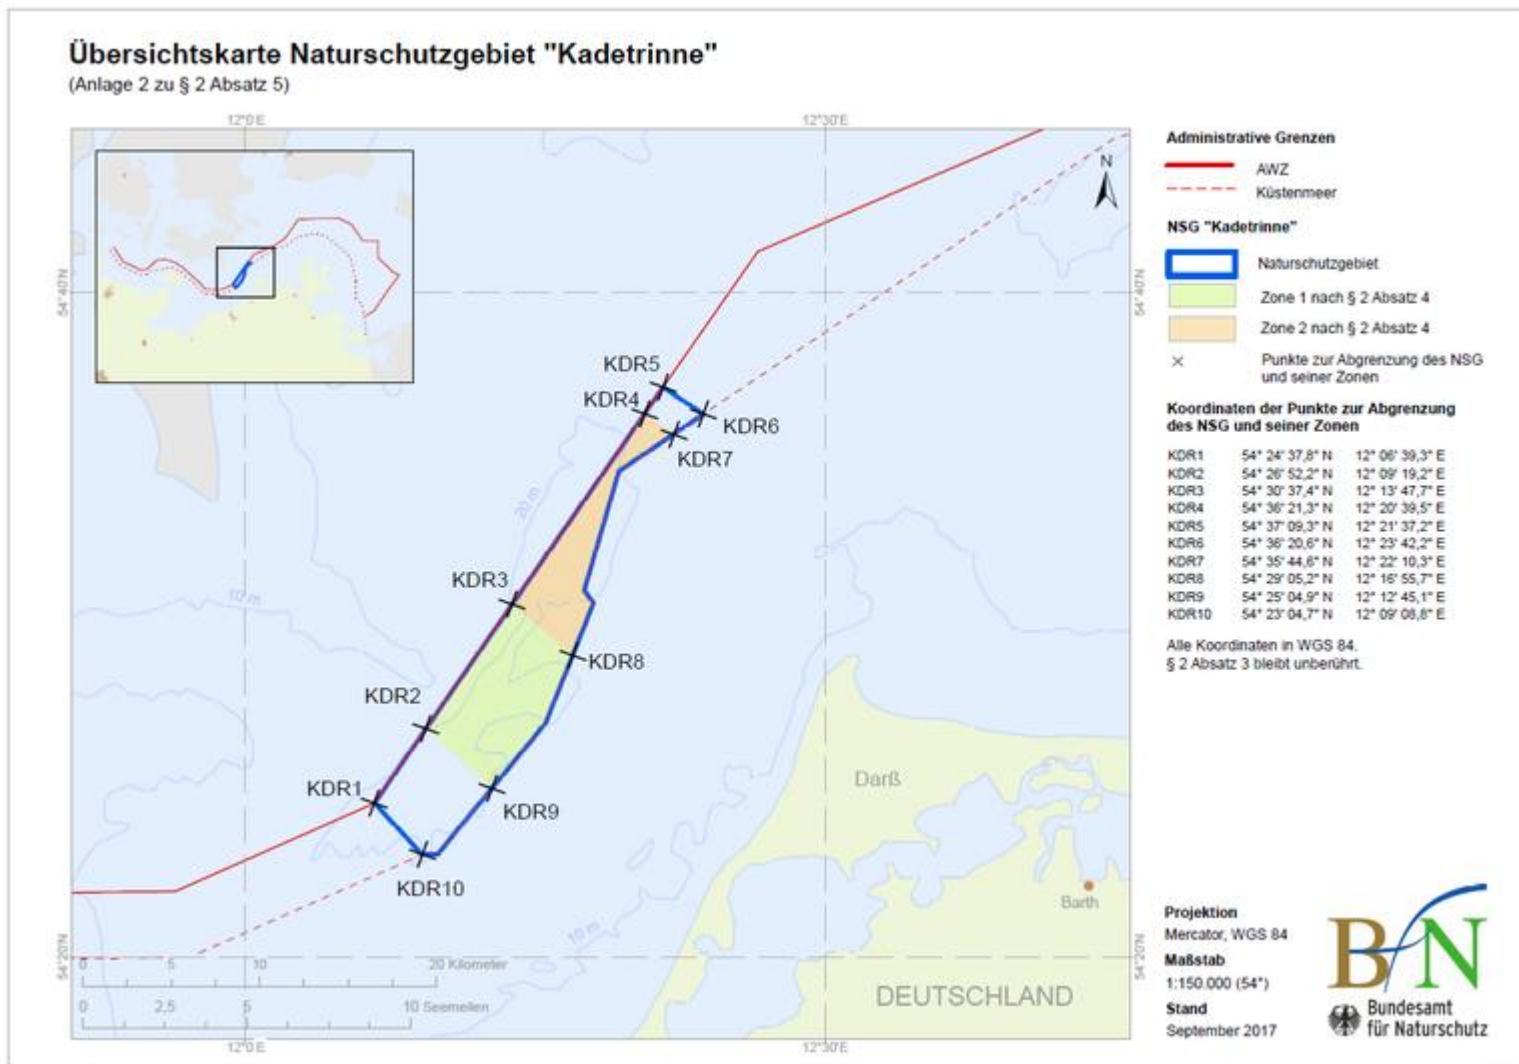 Übersichtskarte Naturschutzgebiet "Kadetrinne"
(Anlage 2 zu § 2 Absatz 5)
12°0'E
12°30'E
54°40'N
54°40'N
KDR5
KDR4
KDR6
KDR7
20 m
KDR3
10 m
KDR8
KDR2
KDR1
KDR9
KDR10
Darß
Barth
10 m
DEUTSCHLAND
54°20'N
54°20'N
0 5 10 20 Kilometer
0 2,5 5 10 Seemeilen
12°0'E
12°30'E
Administrative Grenzen
AWZ
Küstenmeer
NSG "Kadetrinne"
Naturschutzgebiet
Zone 1 nach § 2 Absatz 4
Zone 2 nach § 2 Absatz 4
Punkte zur Abgrenzung des NSG
und seiner Zonen
Koordinaten der Punkte zur Abgrenzung
des NSG und seiner Zonen
KDR1 54° 24' 37,8" N 12° 06' 39,3" E
KDR2 54° 26' 52,2" N 12° 09' 19,2" E
KDR3 54° 30' 37,4" N 12° 13' 47,7" E
KDR4 54° 36' 21,3" N 12° 20' 39,5" E
KDR5 54° 37' 09,3" N 12° 21' 37,2" E
KDR6 54° 36' 20,6" N 12° 23' 42,2" E
KDR7 54° 35' 44,6" N 12° 22' 10,3" E
KDR8 54° 29' 05,2" N 12° 16' 55,7" E
KDR9 54° 25' 04,9" N 12° 12' 45,1" E
KDR10 54° 23' 04,7" N 12° 09' 08,8" E
Alle Koordinaten in WGS 84.
§ 2 Absatz 3 bleibt unberührt.
N
Projektion
Mercator, WGS 84
Maßstab
1:150.000 (54°)
Stand
September 2017
BfN
Bundesamt
für Naturschutz